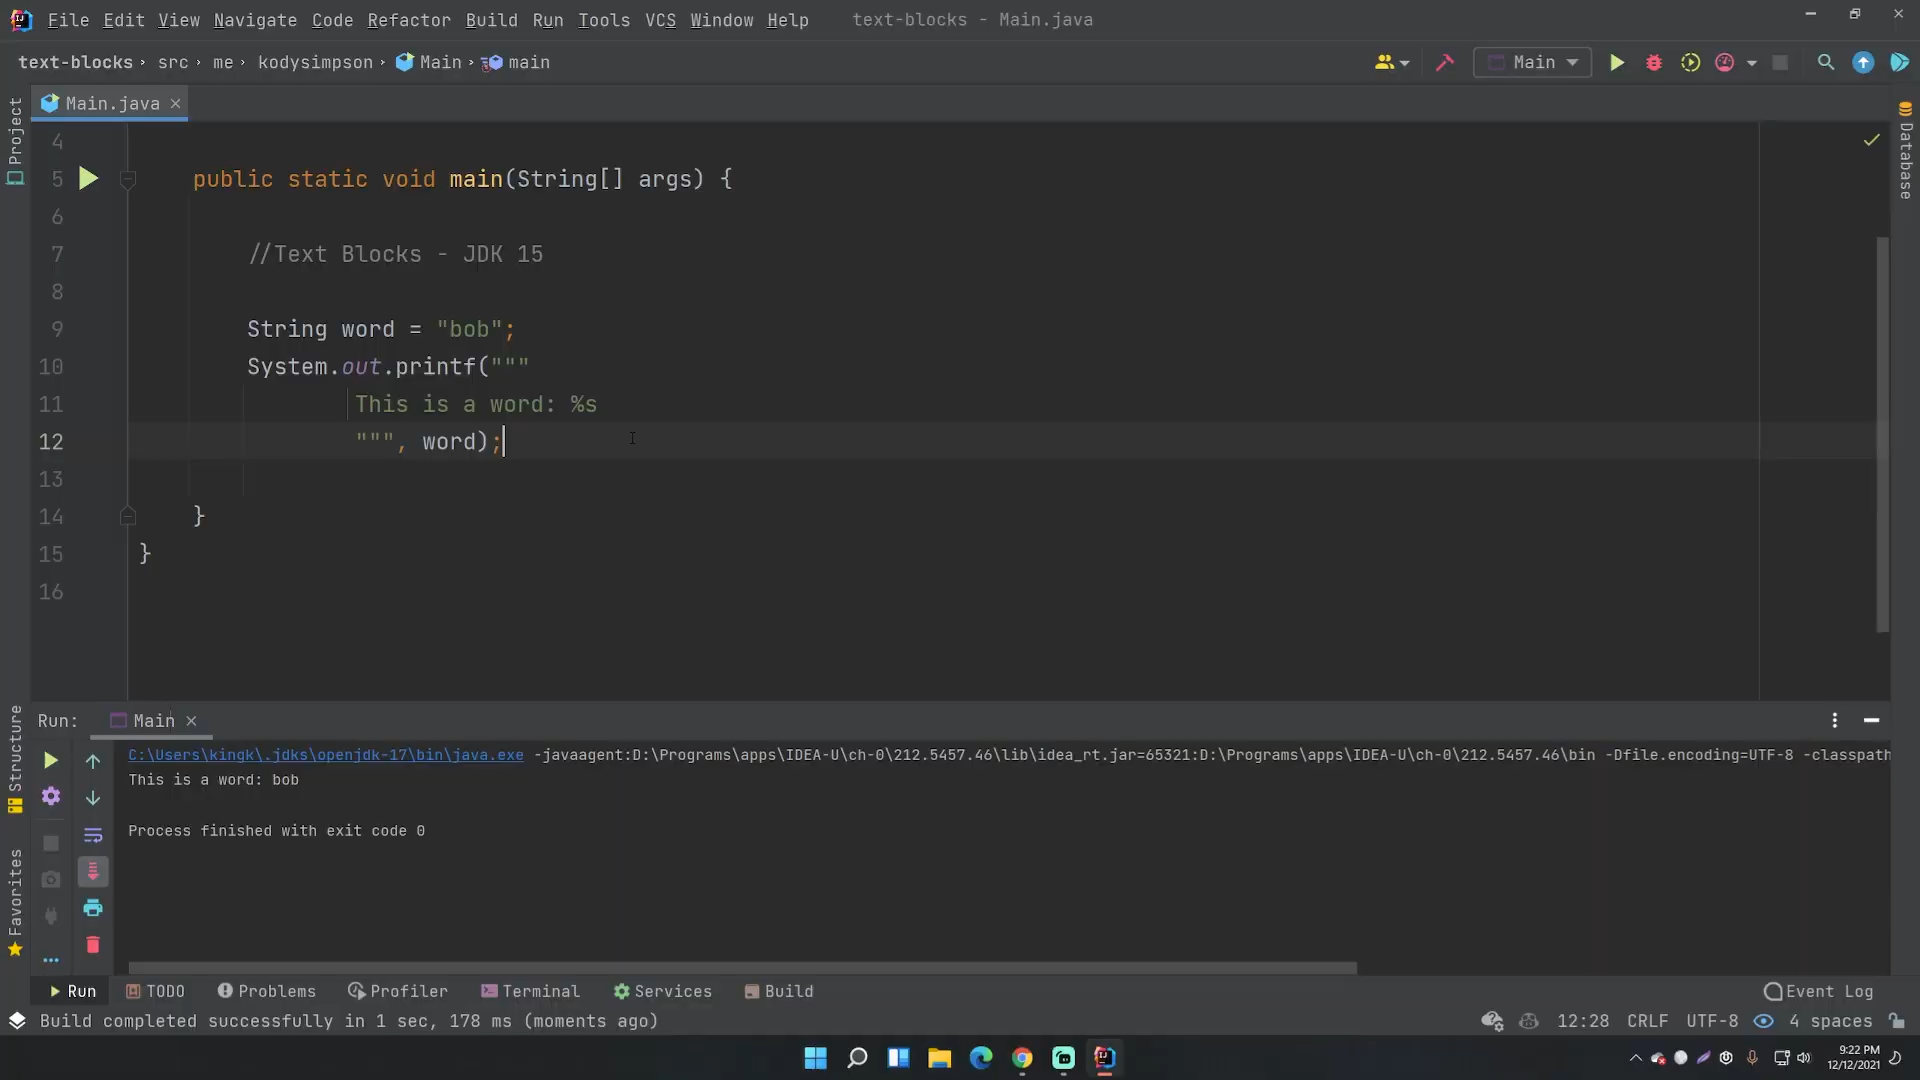 File Edit View Navigate Code Refactor Build Run Tools VCS Window Help text-blocks - Main.java
text-blocks › src › me › kodysimpson › Main › main
Main
Main.java
Project
Database
4
5 public static void main(String[] args) {
6
7 //Text Blocks - JDK 15
8
9 String word = "bob";
10 System.out.printf("""
11 This is a word: %s
12 """, word);
13
14 }
15 }
16
Structure
Favorites
Run: Main
C:\Users\kingk\.jdks\openjdk-17\bin\java.exe -javaagent:D:\Programs\apps\IDEA-U\ch-0\212.5457.46\lib\idea_rt.jar=65321:D:\Programs\apps\IDEA-U\ch-0\212.5457.46\bin -Dfile.encoding=UTF-8 -classpath
This is a word: bob
Process finished with exit code 0
Run TODO Problems Profiler Terminal Services Build Event Log
Build completed successfully in 1 sec, 178 ms (moments ago) 12:28 CRLF UTF-8 4 spaces
9:22 PM
12/12/2021